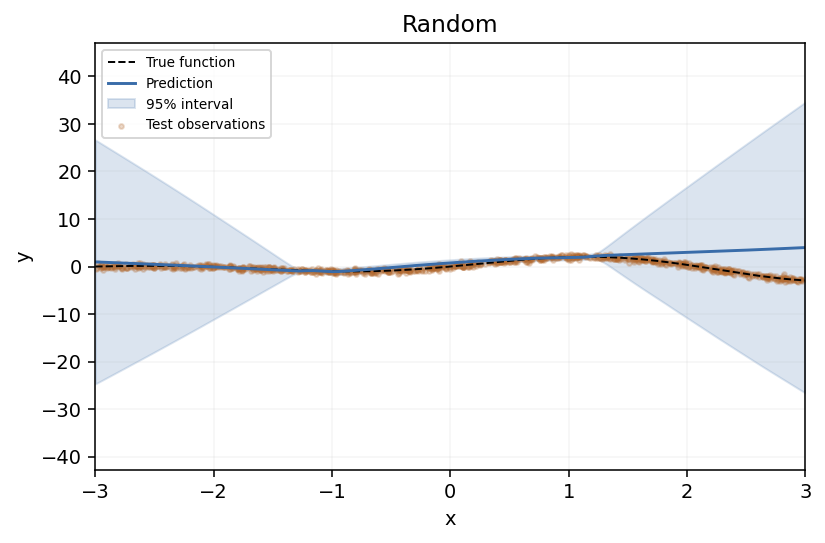 Random
True function
Prediction
95% interval
Test observations
40
30
20
10
0
−10
−20
−30
−40
y
−3
−2
−1
0
1
2
3
x